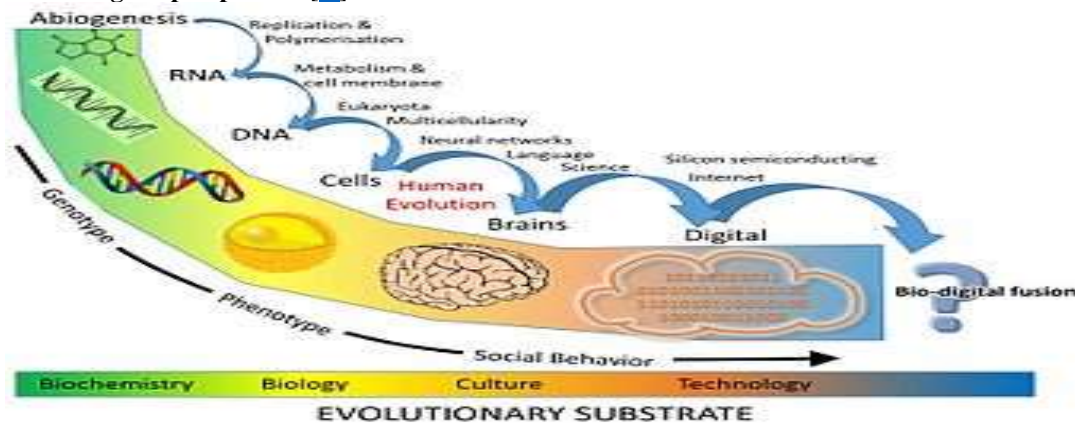 Abiogenesis
Replication &
Polymerisation
RNA
Metabolism &
cell membrane
Eukaryota
Multicellularity
DNA
Neural networks
Language
Science
Silicon semiconducting
Internet
Cells
Human
Evolution
Brains
Digital
Bio-digital fusion
?
Genotype
Phenotype
Social Behavior
Biochemistry
Biology
Culture
Technology
EVOLUTIONARY SUBSTRATE